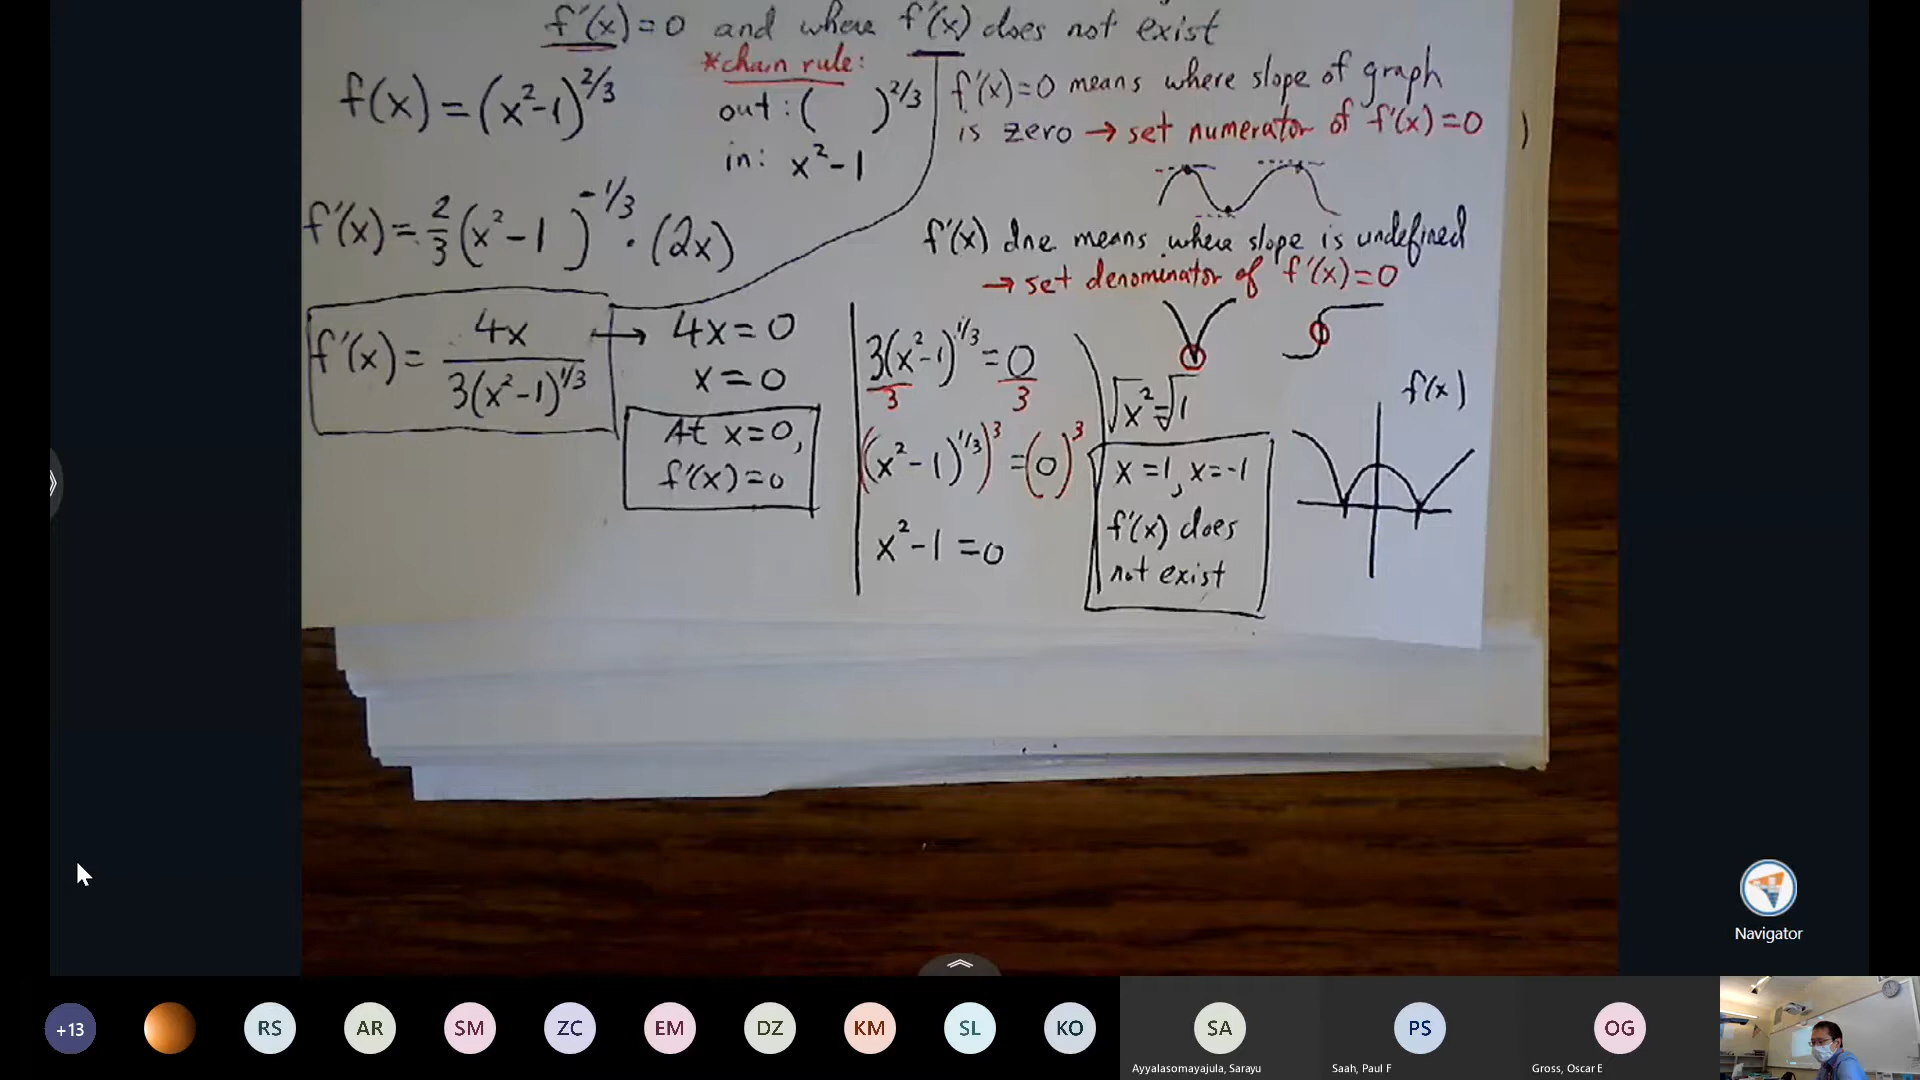 f'(x)=0 and where f'(x) does not exist
f(x) = (x²-1)^2/3
*chain rule:
out: (   )^2/3
in: x²-1
f'(x)=0 means where slope of graph
is zero → set numerator of f'(x)=0
)
f'(x) = 2/3 (x²-1)^-1/3 · (2x)
f'(x) dne means where slope is undefined
→ set denominator of f'(x)=0
f'(x) = 4x / 3(x²-1)^1/3 → 4x = 0
x = 0
At x=0,
f'(x)=0
3(x²-1)^1/3 = 0
3 3
((x²-1)^1/3)^3 = (0)^3
x²-1 = 0
√x² = √1
x=1, x=-1
f'(x) does
not exist
f(x)
Navigator
+13
RS
AR
SM
ZC
EM
DZ
KM
SL
KO
SA
PS
OG
Ayyalasomayajula, Sarayu
Saah, Paul F
Gross, Oscar E